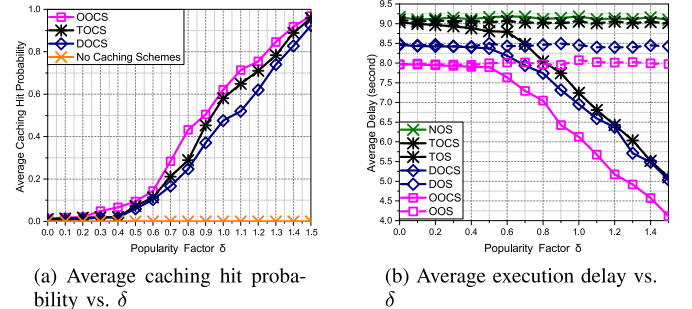 1.0
0.8
0.6
0.4
0.2
0.0
Average Caching Hit Probability
OOCS
TOCS
DOCS
No Caching Schemes
0.0 0.1 0.2 0.3 0.4 0.5 0.6 0.7 0.8 0.9 1.0 1.1 1.2 1.3 1.4 1.5
Popularity Factor δ
(a) Average caching hit proba-
bility vs. δ
9.5
9.0
8.5
8.0
7.5
7.0
6.5
6.0
5.5
5.0
4.5
4.0
Average Delay (second)
NOS
TOCS
TOS
DOCS
DOS
OOCS
OOS
0.0 0.2 0.4 0.6 0.8 1.0 1.2 1.4
Popularity Factor δ
(b) Average execution delay vs.
δ